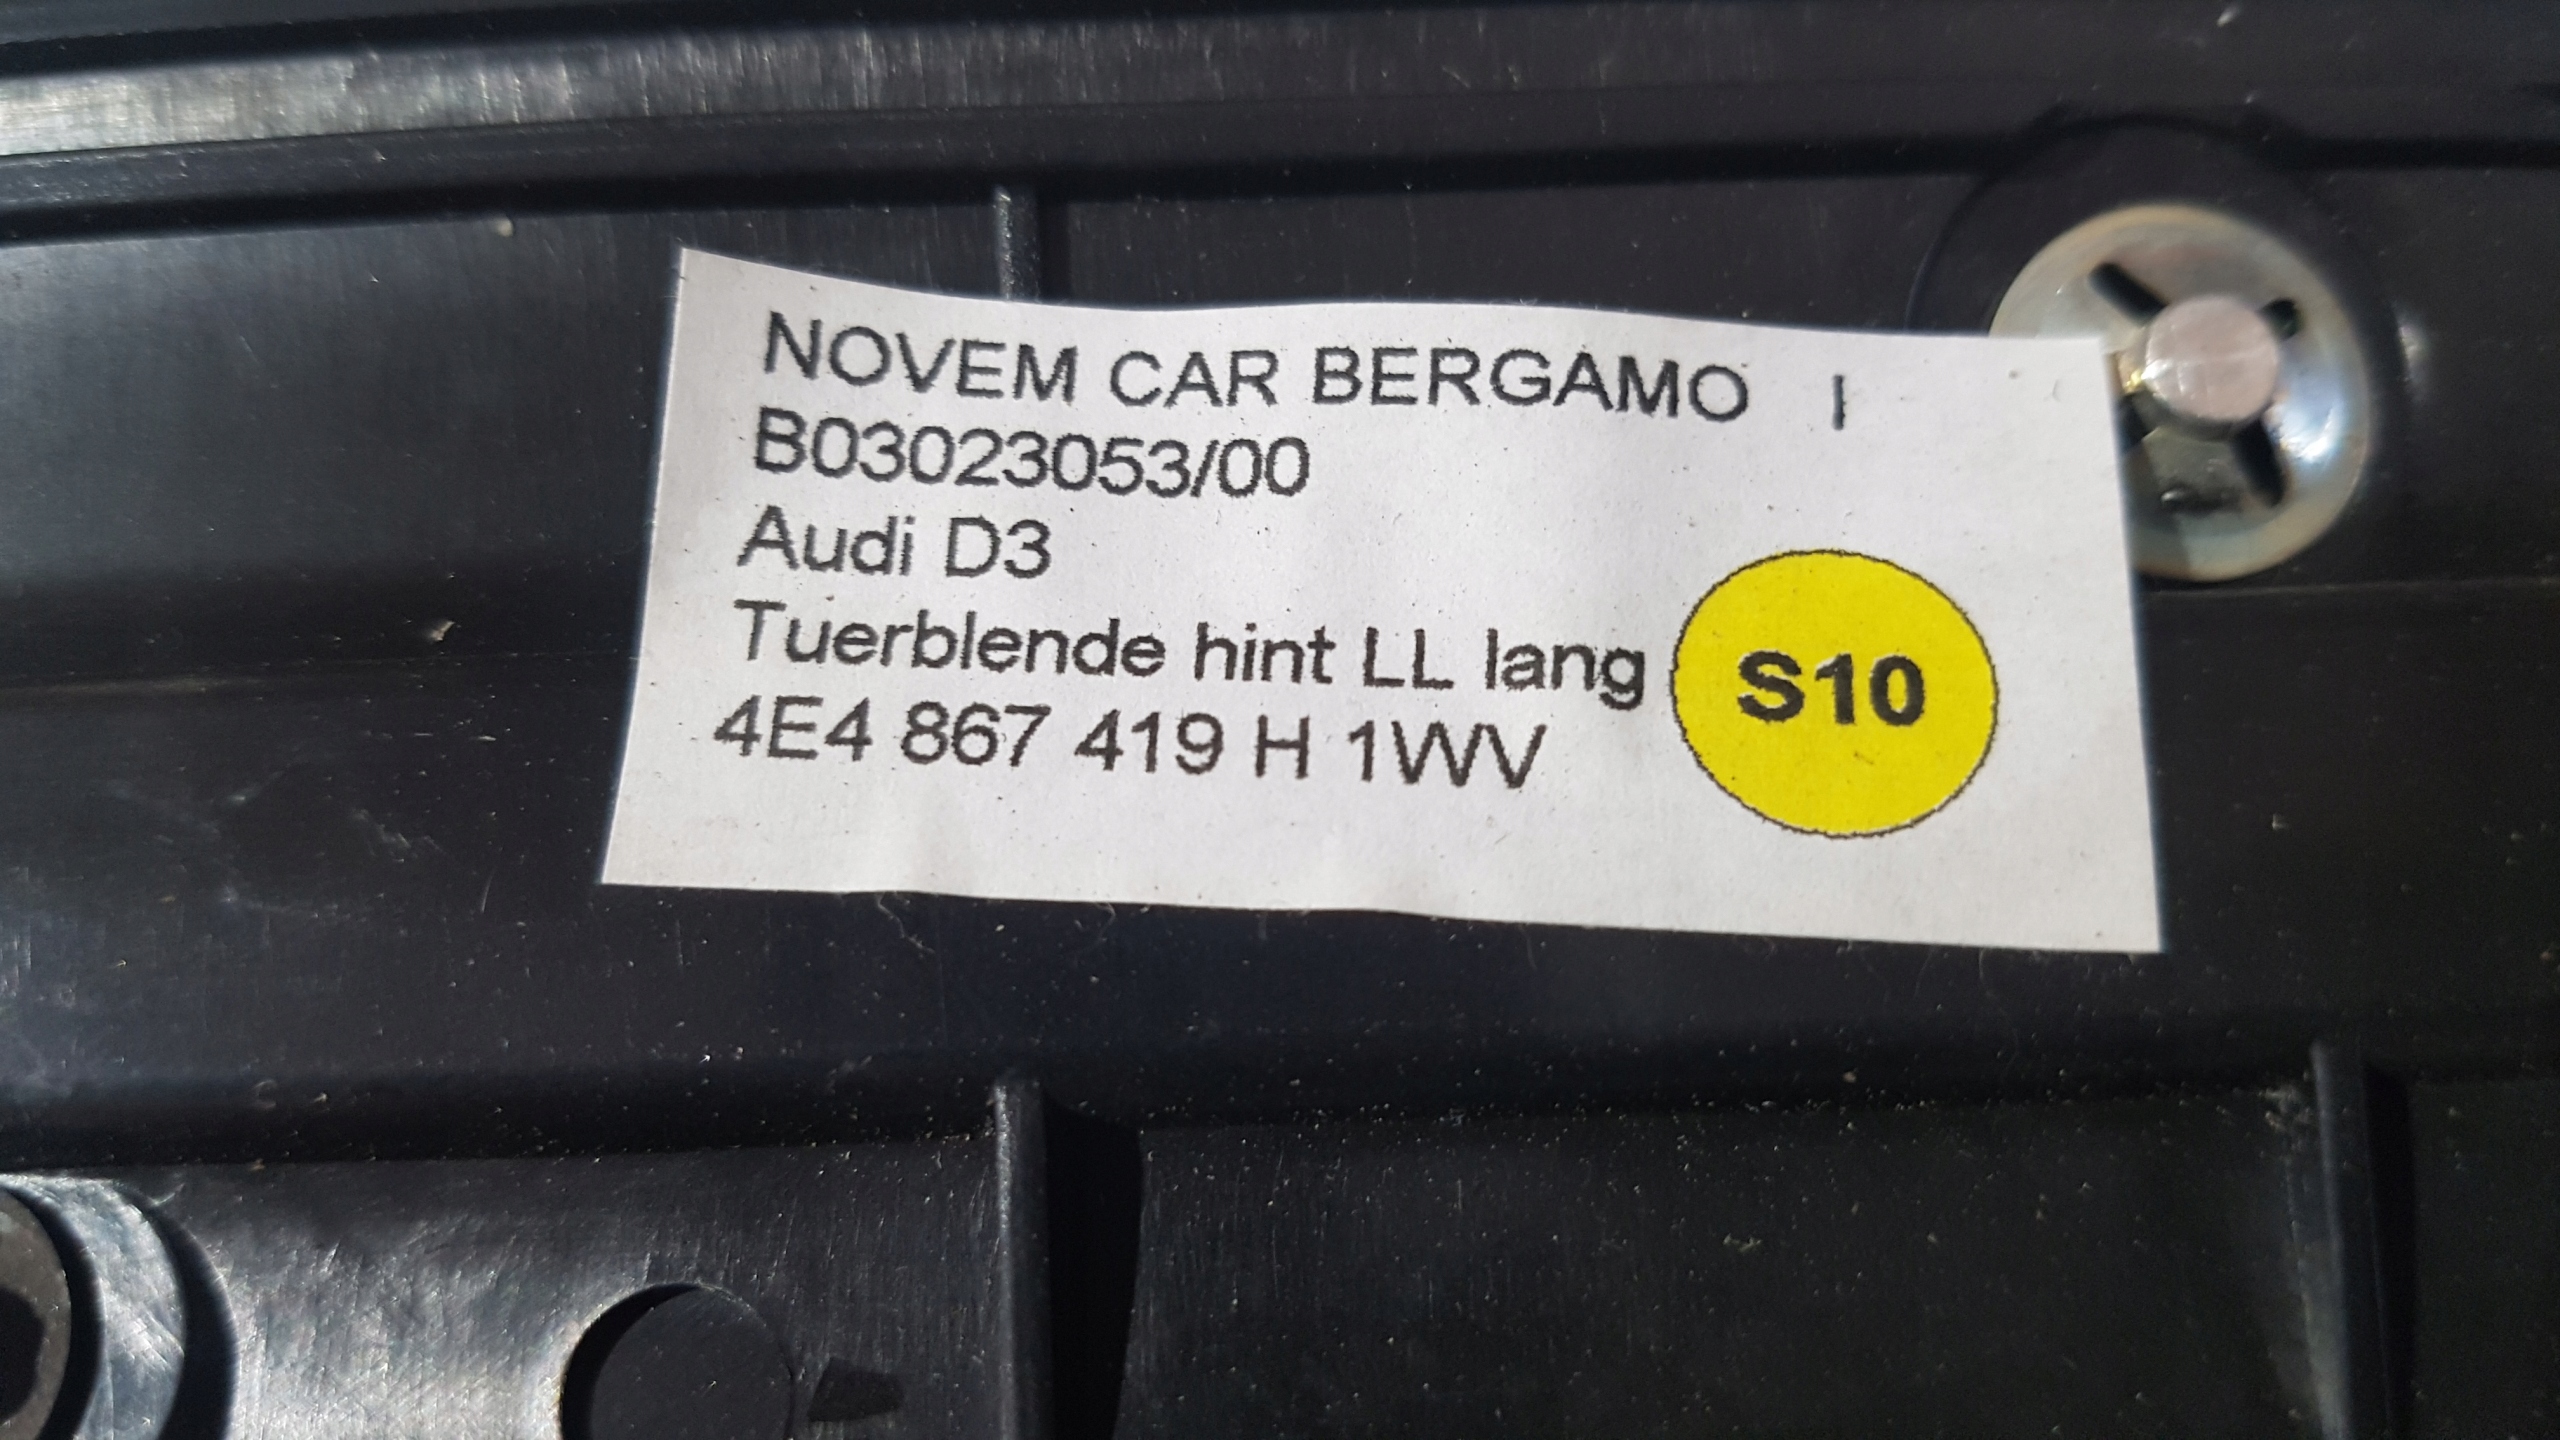 NOVEM CAR BERGAMO I
B03023053/00
Audi D3
Tuerblende hint LL lang
4E4 867 419 H 1WV
S10